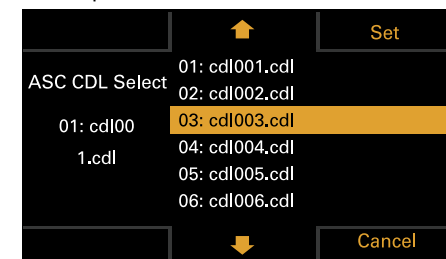 Set
ASC CDL Select
01: cdl00
1.cdl
01: cdl001.cdl
02: cdl002.cdl
03: cdl003.cdl
04: cdl004.cdl
05: cdl005.cdl
06: cdl006.cdl
Cancel